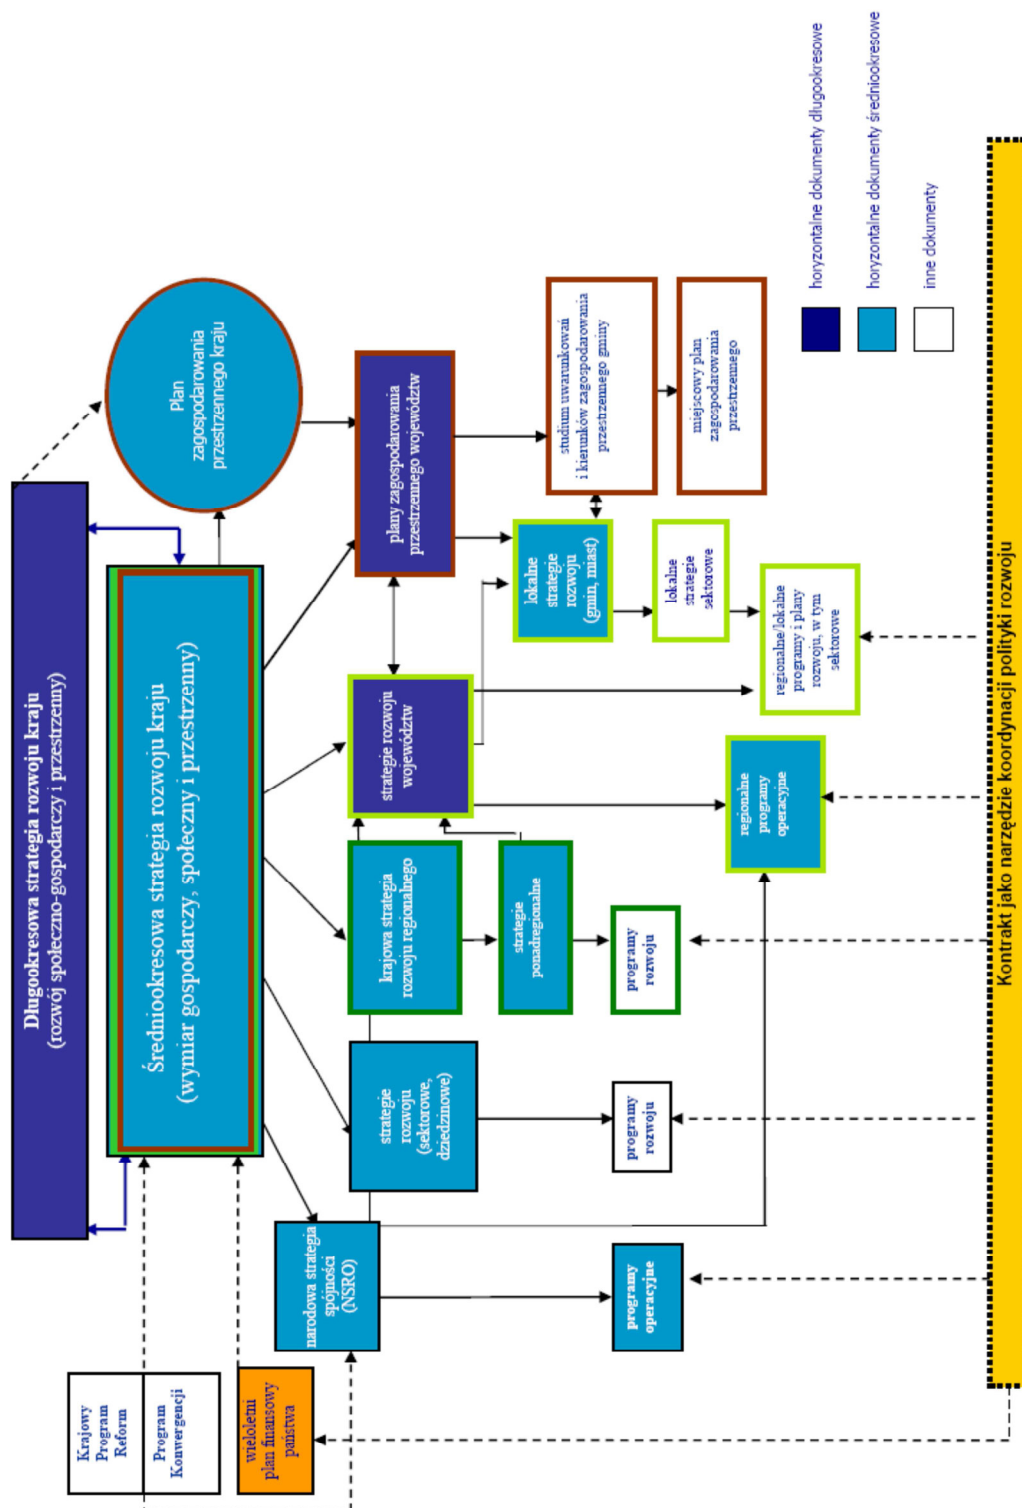 Długookresowa strategia rozwoju kraju
(rozwój społeczno-gospodarczy i przestrzenny)
Średniookresowa strategia rozwoju kraju
(wymiar gospodarczy, społeczny i przestrzenny)
Plan
zagospodarowania
przestrzennego kraju
Krajowy
Program
Reform
Program
Konwergencji
wieloletni
plan finansowy
państwa
narodowa strategia
spójności
(NSRO)
strategie
rozwoju
(sektorowe,
dziedzinowe)
krajowa strategia
rozwoju regionalnego
strategie rozwoju
województw
plany zagospodarowania
przestrzennego województw
strategie
ponadregionalne
lokalne
strategie
rozwoju
(gmin, miast)
studium uwarunkowań
i kierunków zagospodarowania
przestrzennego gminy
programy
operacyjne
programy
rozwoju
programy
rozwoju
lokalne
strategie
sektorowe
miejscowy plan
zagospodarowania
przestrzennego
regionalne
programy
operacyjne
regionalne/lokalne
programy i plany
rozwoju, w tym
sektorowe
horyzontalne dokumenty długookresowe
horyzontalne dokumenty średniookresowe
inne dokumenty
Kontrakt jako narzędzie koordynacji polityki rozwoju